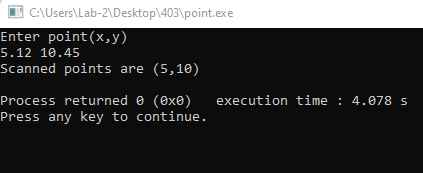 C:\Users\Lab-2\Desktop\403\point.exe
Enter point(x,y)
5.12 10.45
Scanned points are (5,10)
Process returned 0 (0x0)   execution time : 4.078 s
Press any key to continue.